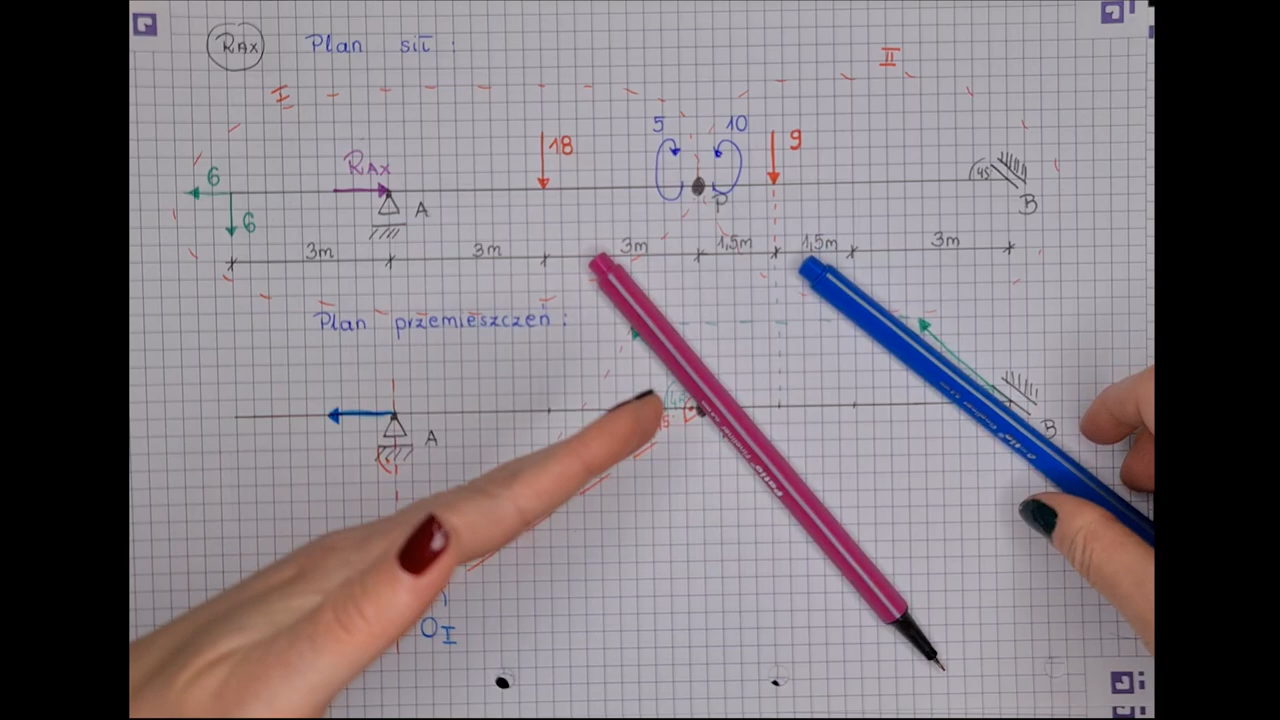 RAX Plan sił :
I II
5 10
18 9
6 RAX 45
A P B
6
3m 3m 3m 1,5m 1,5m 3m
Plan przemieszczeń :
A B
OI